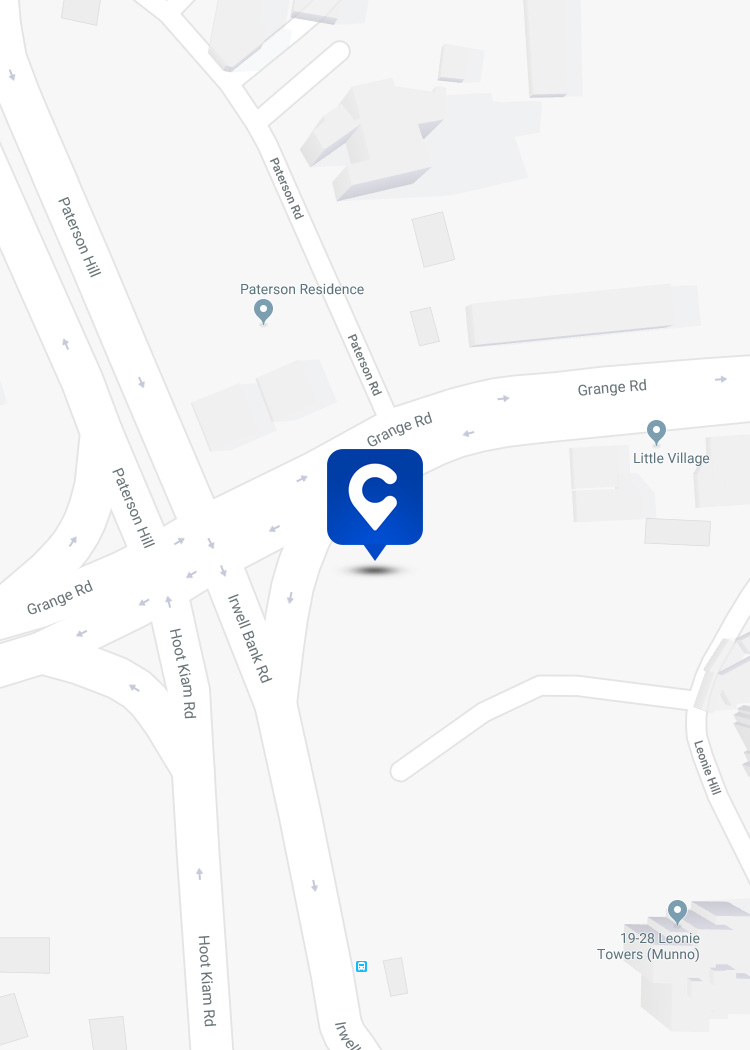 Paterson Rd
Paterson Hill
Paterson Residence
Paterson Rd
Grange Rd
Grange Rd
Little Village
Paterson Hill
Grange Rd
Irwell Bank Rd
Hoot Kiam Rd
Leonie Hill
19-28 Leonie
Towers (Munno)
Hoot Kiam Rd